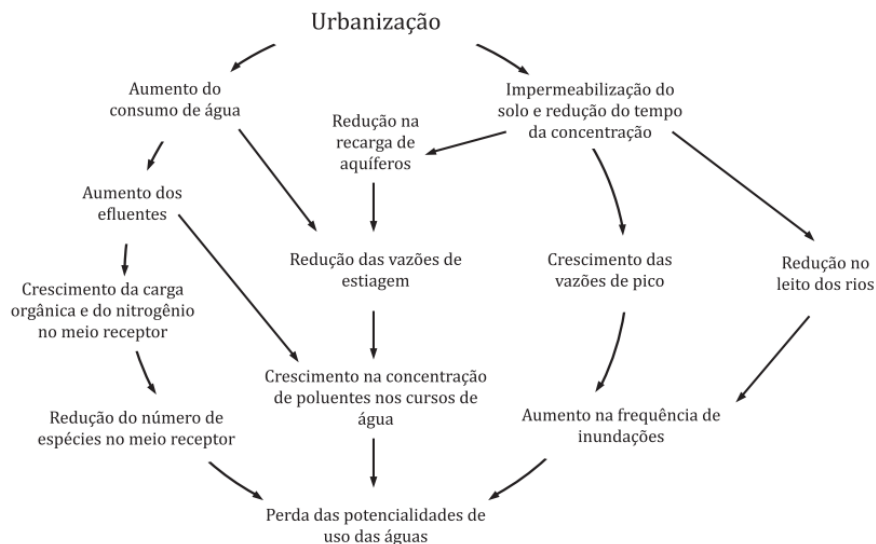 Urbanização
Aumento do
consumo de água
Impermeabilização do
solo e redução do tempo
da concentração
Redução na
recarga de
aquíferos
Aumento dos
efluentes
Redução das vazões de
estiagem
Crescimento das
vazões de pico
Redução no
leito dos rios
Crescimento da carga
orgânica e do nitrogênio
no meio receptor
Crescimento na concentração
de poluentes nos cursos de
água
Redução do número de
espécies no meio receptor
Aumento na frequência de
inundações
Perda das potencialidades de
uso das águas